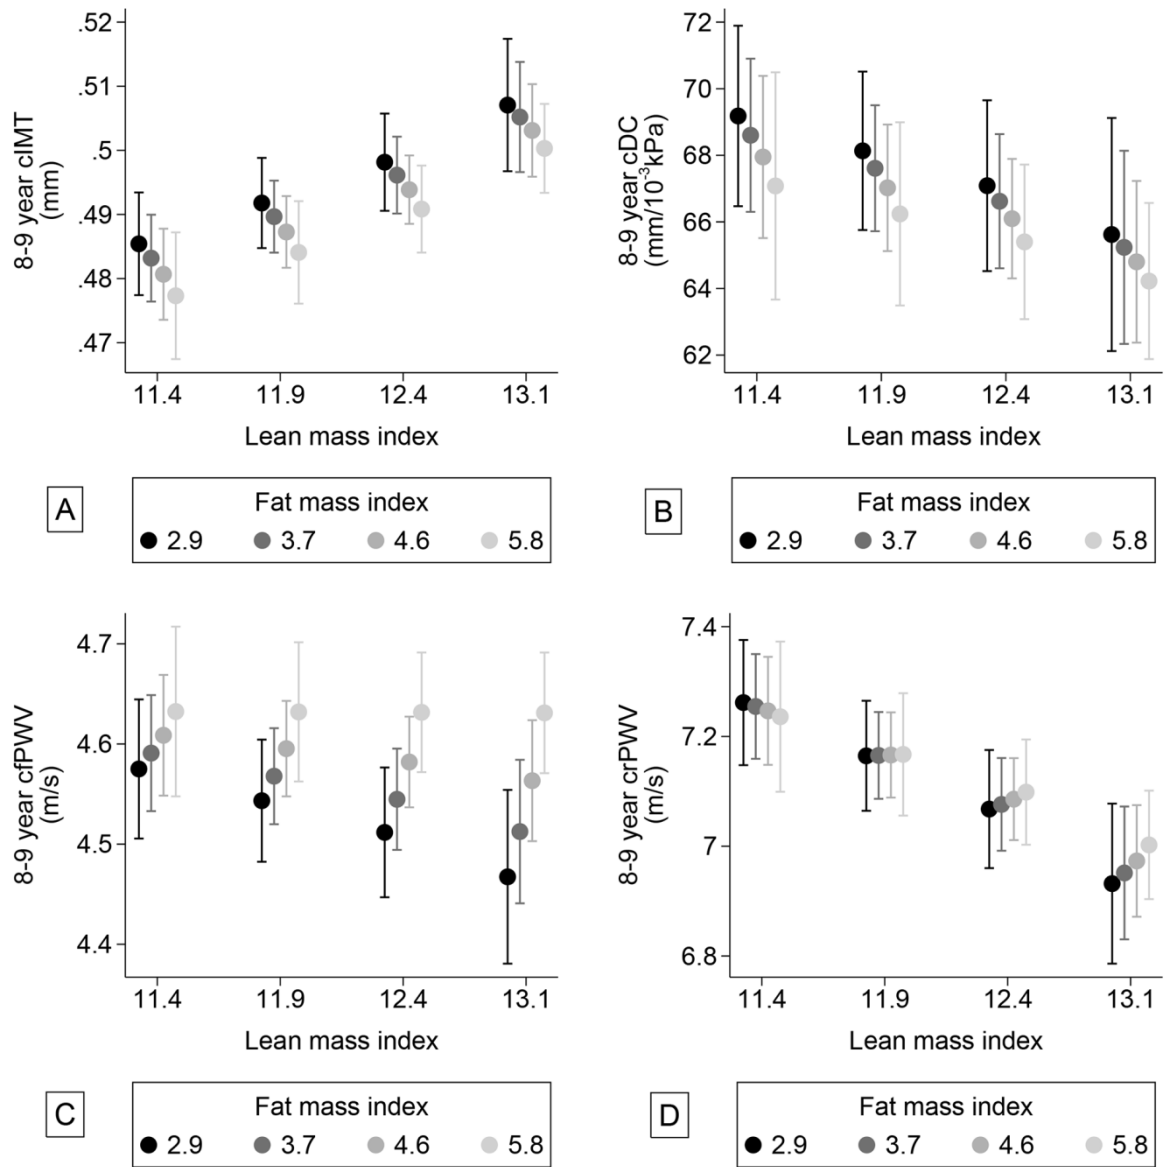 .52
.51
.5
.49
.48
.47
8-9 year cIMT
(mm)
11.4 11.9 12.4 13.1
Lean mass index
A
Fat mass index
2.9 3.7 4.6 5.8
72
70
68
66
64
62
8-9 year cDC
(mm/10⁻³kPa)
11.4 11.9 12.4 13.1
Lean mass index
B
Fat mass index
2.9 3.7 4.6 5.8
4.7
4.6
4.5
4.4
8-9 year cfPWV
(m/s)
11.4 11.9 12.4 13.1
Lean mass index
C
Fat mass index
2.9 3.7 4.6 5.8
7.4
7.2
7
6.8
8-9 year crPWV
(m/s)
11.4 11.9 12.4 13.1
Lean mass index
D
Fat mass index
2.9 3.7 4.6 5.8